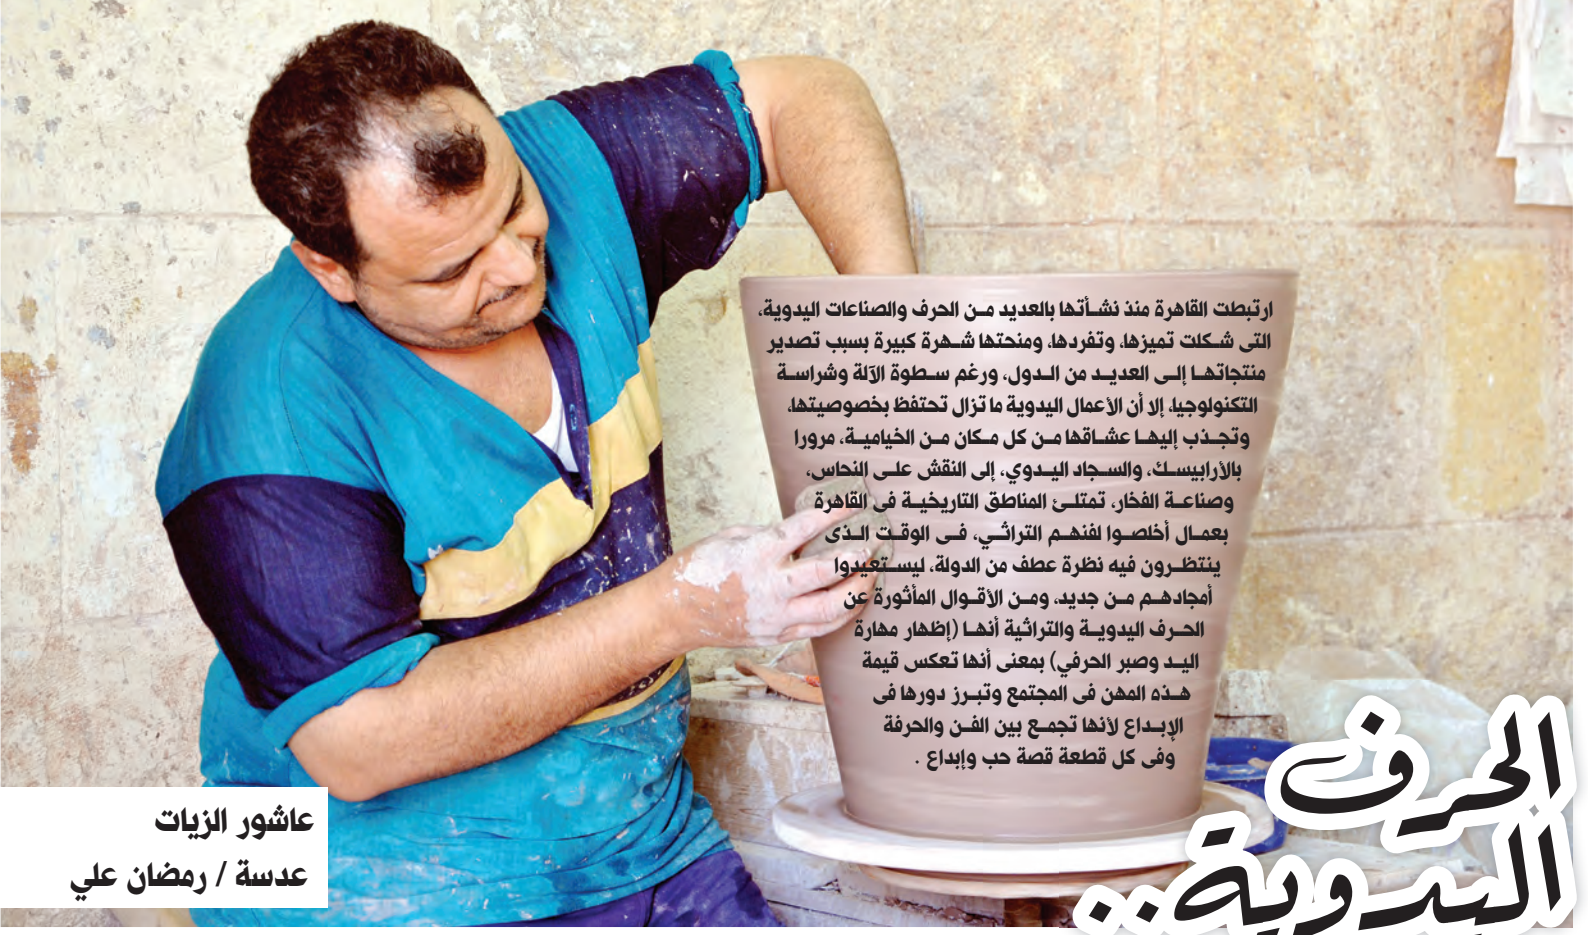 ارتبطت القاهرة منذ نشأتها بالعديد من الحرف والصناعات اليدوية،
التى شكلت تميزها، وتفردها، ومنحتها شهرة كبيرة بسبب تصدير
منتجاتها إلى العديد من الدول، ورغم سطوة الآلة وشراسة
التكنولوجيا، إلا أن الأعمال اليدوية ما تزال تحتفظ بخصوصيتها،
وتجذب إليها عشاقها من كل مكان من الخيامية، مرورا
بالأرابيسك، والسجاد اليدوي، إلى النقش على النحاس،
وصناعة الفخار، تمتلئ المناطق التاريخية فى القاهرة
بعمال أخلصوا لفنهم التراثي، فى الوقت الذى
ينتظرون فيه نظرة عطف من الدولة، ليستعيدوا
أمجادهم من جديد، ومن الأقوال المأثورة عن
الحرف اليدوية والتراثية أنها (إظهار مهارة
اليد وصبر الحرفي) بمعنى أنها تعكس قيمة
هذه المهن فى المجتمع وتبرز دورها فى
الإبداع لأنها تجمع بين الفن والحرفة
وفى كل قطعة قصة حب وإبداع .
الحرف
اليدوية..
عاشور الزيات
عدسة / رمضان علي